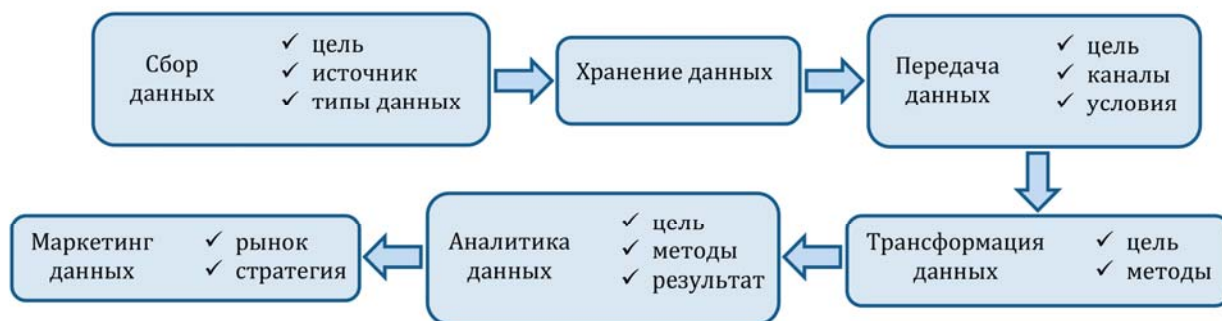 Сбор данных
✓ цель
✓ источник
✓ типы данных
Хранение данных
Передача данных
✓ цель
✓ каналы
✓ условия
Трансформация данных
✓ цель
✓ методы
Аналитика данных
✓ цель
✓ методы
✓ результат
Маркетинг данных
✓ рынок
✓ стратегия